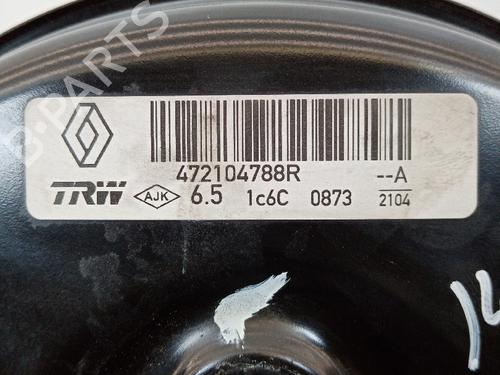 B-PARTS
472104788R --A
TRW AJK 6.5 1c6C 0873 2104